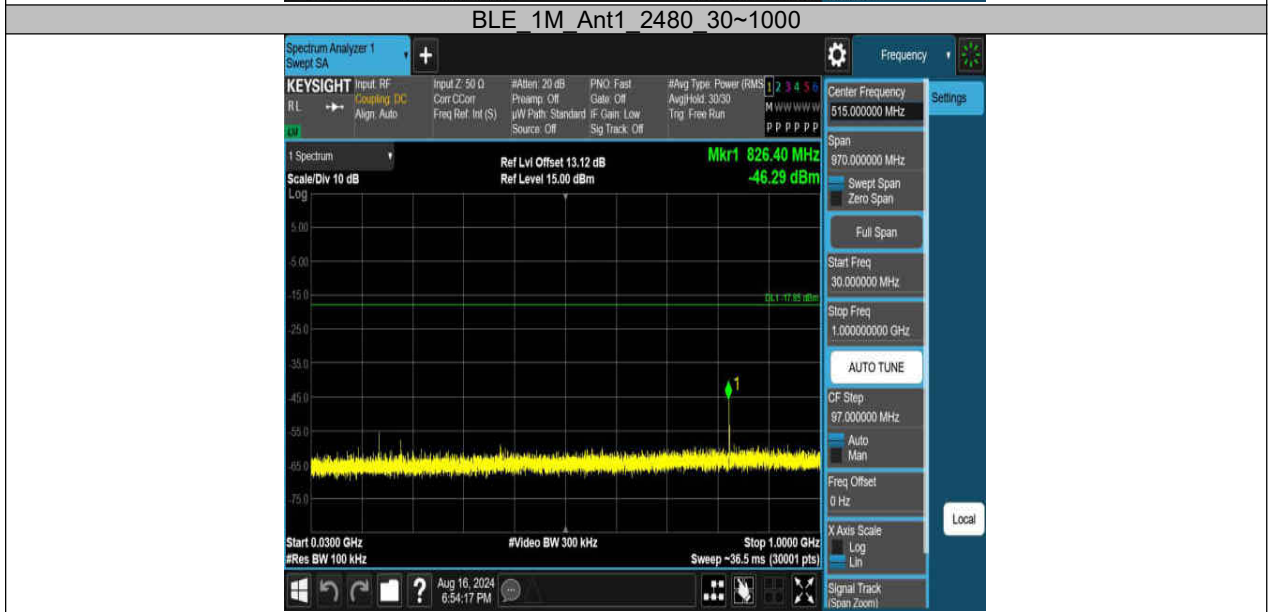 BLE_1M_Ant1_2480_30~1000
Spectrum Analyzer 1
Swept SA
+
Frequency
KEYSIGHT
RL
LXI
Input: RF
Coupling: DC
Align: Auto
Input Z: 50 Ω
Corr CCorr
Freq Ref: Int (S)
#Atten: 20 dB
Preamp: Off
µW Path: Standard
Source: Off
PNO: Fast
Gate: Off
IF Gain: Low
Sig Track: Off
#Avg Type: Power (RMS
Avg|Hold: 30/30
Trig: Free Run
1 2 3 4 5 6
M W W W W W
P P P P P P
Center Frequency
515.000000 MHz
Settings
1 Spectrum
Scale/Div 10 dB
Log
Ref Lvl Offset 13.12 dB
Ref Level 15.00 dBm
Mkr1 826.40 MHz
-46.29 dBm
Span
970.000000 MHz
Swept Span
Zero Span
Full Span
Start Freq
30.000000 MHz
Stop Freq
1.000000000 GHz
AUTO TUNE
CF Step
97.000000 MHz
Auto
Man
Freq Offset
0 Hz
X Axis Scale
Log
Lin
Signal Track
(Span Zoom)
Local
5.00
-5.00
-15.0
-25.0
-35.0
-45.0
-55.0
-65.0
-75.0
DL1 -17.85 dBm
1
Start 0.0300 GHz
#Res BW 100 kHz
#Video BW 300 kHz
Stop 1.0000 GHz
Sweep ~36.5 ms (30001 pts)
?
Aug 16, 2024
6:54:17 PM